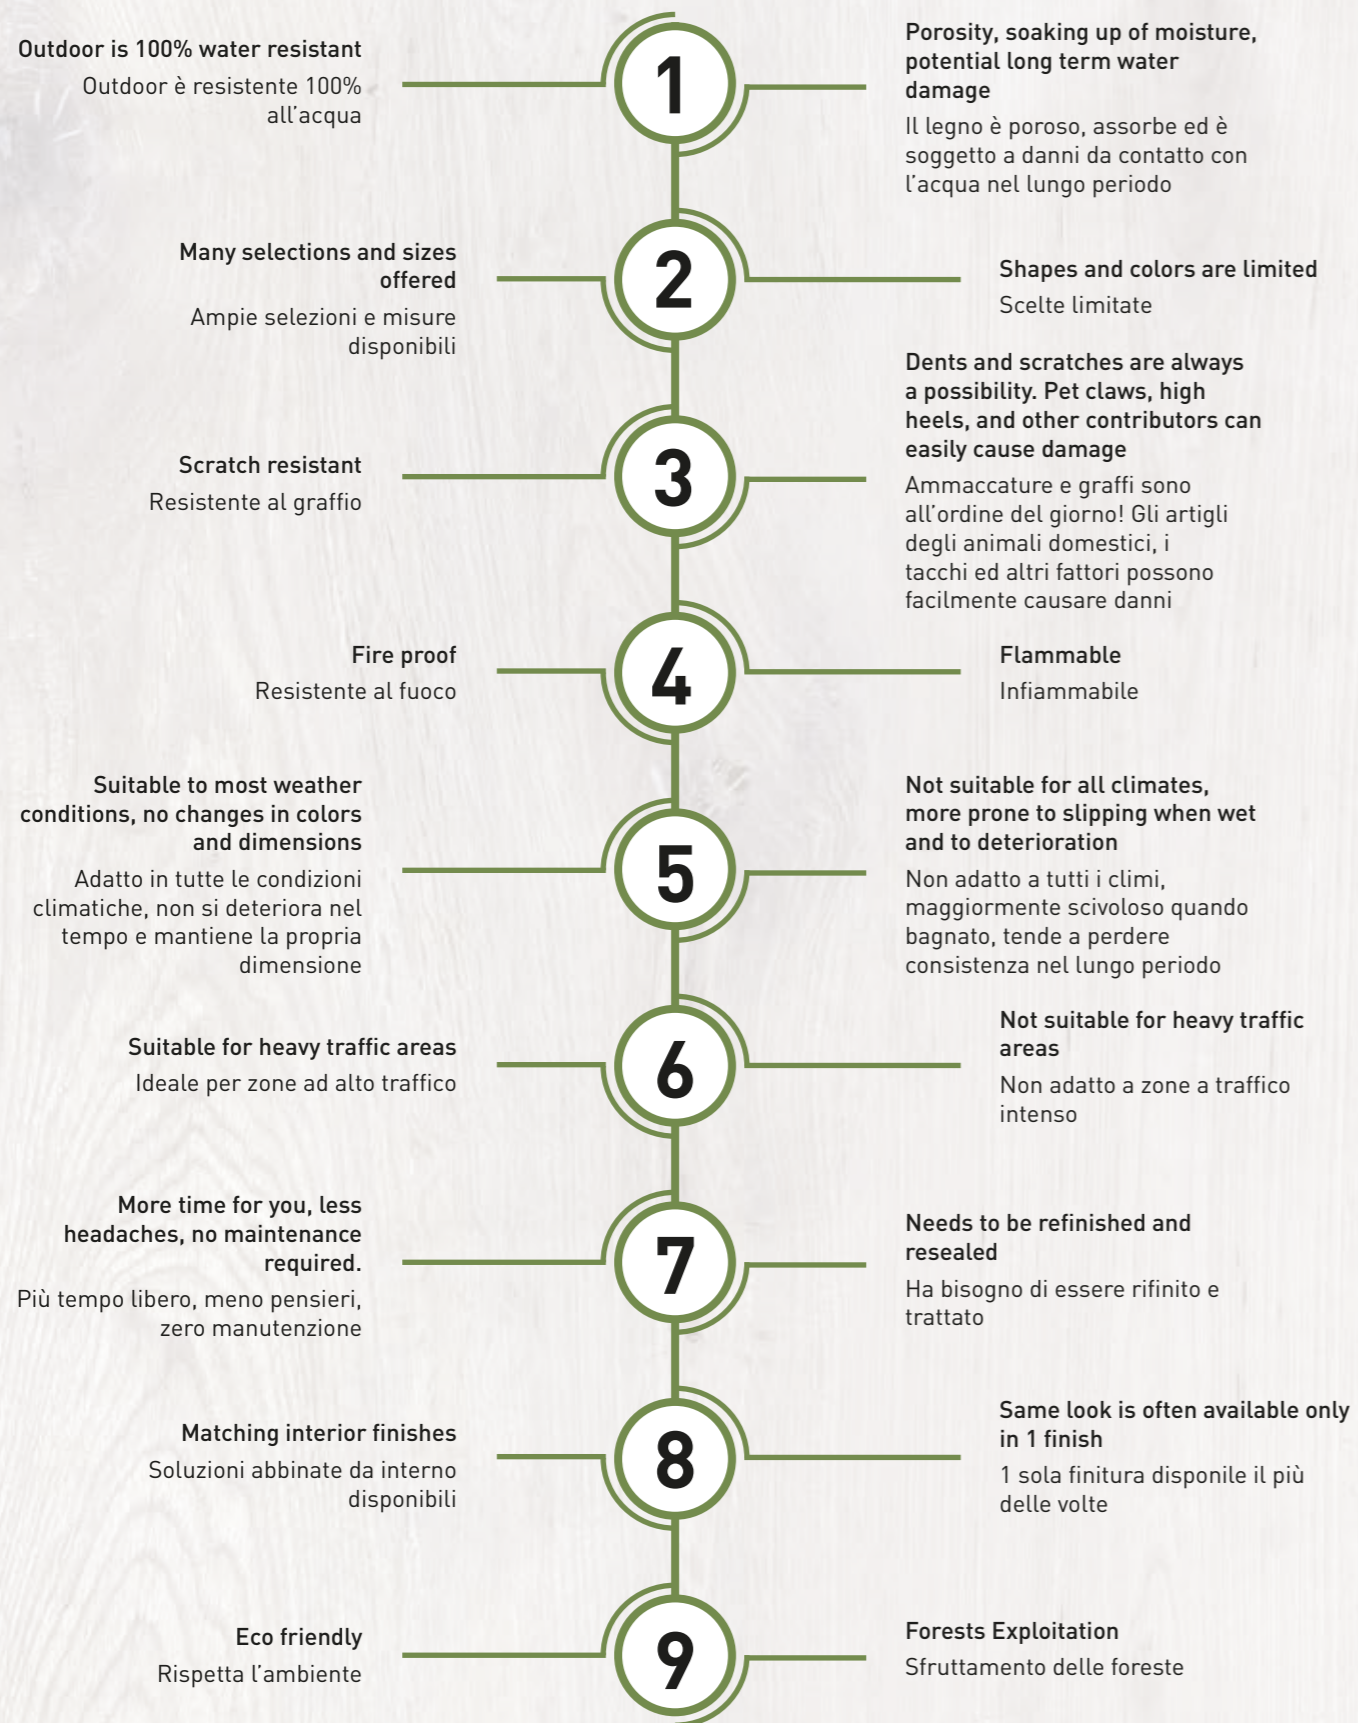 Outdoor is 100% water resistant
Outdoor è resistente 100%
all'acqua
1
Porosity, soaking up of moisture,
potential long term water
damage
Il legno è poroso, assorbe ed è
soggetto a danni da contatto con
l'acqua nel lungo periodo
Many selections and sizes
offered
Ampie selezioni e misure
disponibili
2
Shapes and colors are limited
Scelte limitate
Scratch resistant
Resistente al graffio
3
Dents and scratches are always
a possibility. Pet claws, high
heels, and other contributors can
easily cause damage
Ammaccature e graffi sono
all'ordine del giorno! Gli artigli
degli animali domestici, i
tacchi ed altri fattori possono
facilmente causare danni
Fire proof
Resistente al fuoco
4
Flammable
Infiammabile
Suitable to most weather
conditions, no changes in colors
and dimensions
Adatto in tutte le condizioni
climatiche, non si deteriora nel
tempo e mantiene la propria
dimensione
5
Not suitable for all climates,
more prone to slipping when wet
and to deterioration
Non adatto a tutti i climi,
maggiormente scivoloso quando
bagnato, tende a perdere
consistenza nel lungo periodo
Suitable for heavy traffic areas
Ideale per zone ad alto traffico
6
Not suitable for heavy traffic
areas
Non adatto a zone a traffico
intenso
More time for you, less
headaches, no maintenance
required.
Più tempo libero, meno pensieri,
zero manutenzione
7
Needs to be refinished and
resealed
Ha bisogno di essere rifinito e
trattato
Matching interior finishes
Soluzioni abbinate da interno
disponibili
8
Same look is often available only
in 1 finish
1 sola finitura disponile il più
delle volte
Eco friendly
Rispetta l'ambiente
9
Forests Exploitation
Sfruttamento delle foreste